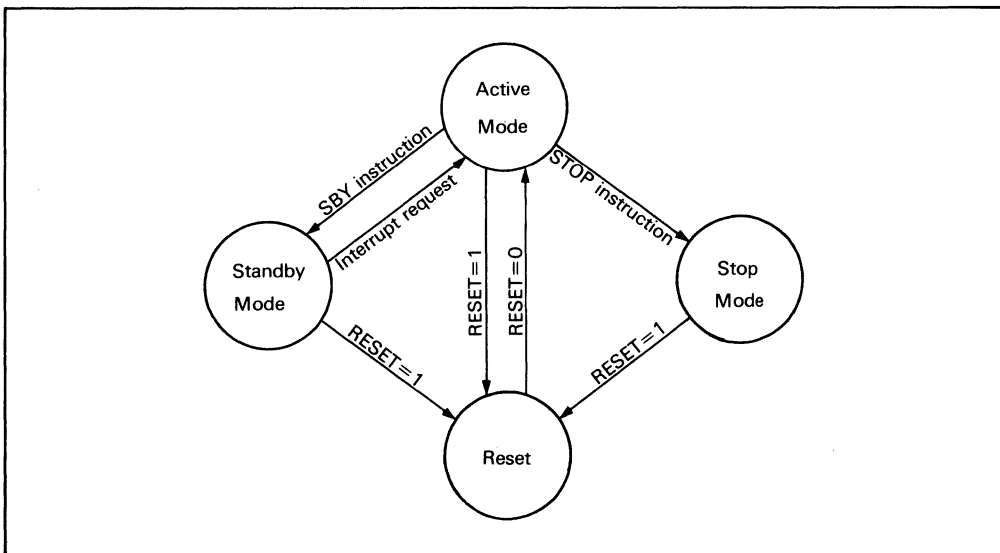 Active
Mode
SBY instruction
Interrupt request
STOP instruction
Standby
Mode
RESET=1
RESET=0
Stop
Mode
RESET=1
RESET=1
Reset